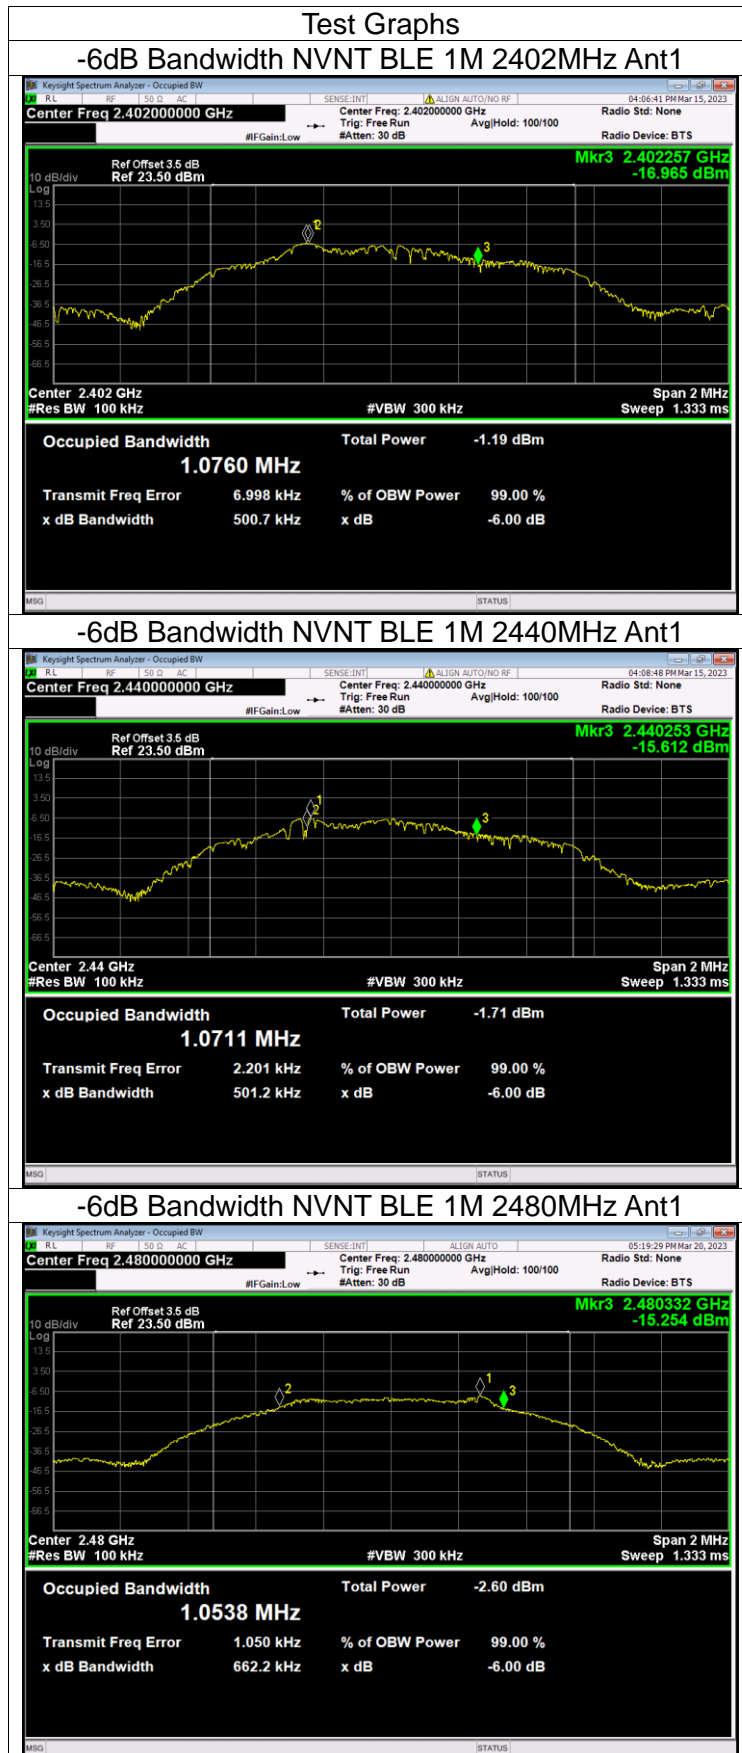 Test Graphs
-6dB Bandwidth NVNT BLE 1M 2402MHz Ant1
Keysight Spectrum Analyzer - Occupied BW
RL RF 50 Ω AC SENSE:INT ALIGN AUTO/NO RF 04:06:41 PM Mar 15, 2023
Center Freq 2.402000000 GHz Center Freq: 2.402000000 GHz Radio Std: None
Trig: Free Run Avg|Hold: 100/100
#IFGain:Low #Atten: 30 dB Radio Device: BTS
Mkr3 2.402257 GHz
Ref Offset 3.5 dB -16.965 dBm
10 dB/div Ref 23.50 dBm
Log
13.5
3.50
-6.50
-16.5
-26.5
-36.5
-46.5
-56.5
-66.5
2
3
Center 2.402 GHz Span 2 MHz
#Res BW 100 kHz #VBW 300 kHz Sweep 1.333 ms
Occupied Bandwidth Total Power -1.19 dBm
1.0760 MHz
Transmit Freq Error 6.998 kHz % of OBW Power 99.00 %
x dB Bandwidth 500.7 kHz x dB -6.00 dB
MSG STATUS
-6dB Bandwidth NVNT BLE 1M 2440MHz Ant1
Keysight Spectrum Analyzer - Occupied BW
RL RF 50 Ω AC SENSE:INT ALIGN AUTO/NO RF 04:08:48 PM Mar 15, 2023
Center Freq 2.440000000 GHz Center Freq: 2.440000000 GHz Radio Std: None
Trig: Free Run Avg|Hold: 100/100
#IFGain:Low #Atten: 30 dB Radio Device: BTS
Mkr3 2.440253 GHz
Ref Offset 3.5 dB -15.612 dBm
10 dB/div Ref 23.50 dBm
Log
13.5
3.50
-6.50
-16.5
-26.5
-36.5
-46.5
-56.5
-66.5
1
2
3
Center 2.44 GHz Span 2 MHz
#Res BW 100 kHz #VBW 300 kHz Sweep 1.333 ms
Occupied Bandwidth Total Power -1.71 dBm
1.0711 MHz
Transmit Freq Error 2.201 kHz % of OBW Power 99.00 %
x dB Bandwidth 501.2 kHz x dB -6.00 dB
MSG STATUS
-6dB Bandwidth NVNT BLE 1M 2480MHz Ant1
Keysight Spectrum Analyzer - Occupied BW
RL RF 50 Ω AC SENSE:INT ALIGN AUTO 05:19:29 PM Mar 20, 2023
Center Freq 2.480000000 GHz Center Freq: 2.480000000 GHz Radio Std: None
Trig: Free Run Avg|Hold: 100/100
#IFGain:Low #Atten: 30 dB Radio Device: BTS
Mkr3 2.480332 GHz
Ref Offset 3.5 dB -15.254 dBm
10 dB/div Ref 23.50 dBm
Log
13.5
3.50
-6.50
-16.5
-26.5
-36.5
-46.5
-56.5
-66.5
1
2
3
Center 2.48 GHz Span 2 MHz
#Res BW 100 kHz #VBW 300 kHz Sweep 1.333 ms
Occupied Bandwidth Total Power -2.60 dBm
1.0538 MHz
Transmit Freq Error 1.050 kHz % of OBW Power 99.00 %
x dB Bandwidth 662.2 kHz x dB -6.00 dB
MSG STATUS